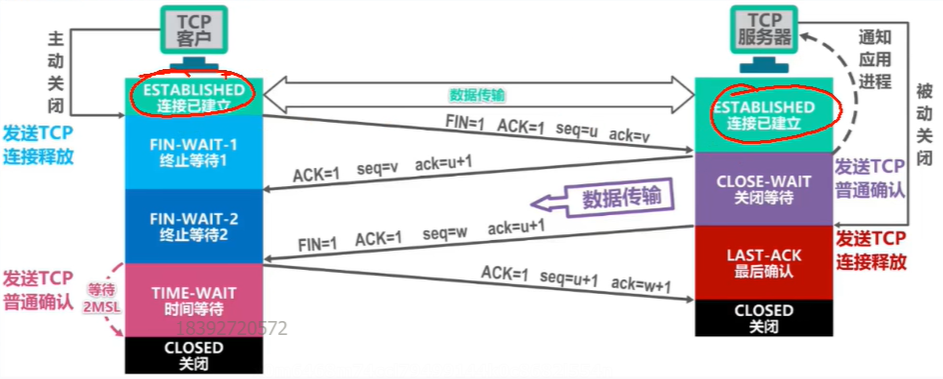 TCP
客户
TCP
服务器
主动关闭
通知
应用
进程
被动关闭
ESTABLISHED
连接已建立
数据传输
ESTABLISHED
连接已建立
发送TCP
连接释放
FIN=1 ACK=1 seq=u ack=v
FIN-WAIT-1
终止等待1
ACK=1 seq=v ack=u+1
CLOSE-WAIT
关闭等待
发送TCP
普通确认
数据传输
FIN-WAIT-2
终止等待2
FIN=1 ACK=1 seq=w ack=u+1
LAST-ACK
最后确认
发送TCP
连接释放
发送TCP
普通确认
等待
2MSL
TIME-WAIT
时间等待
ACK=1 seq=u+1 ack=w+1
18392720572
CLOSED
关闭
CLOSED
关闭